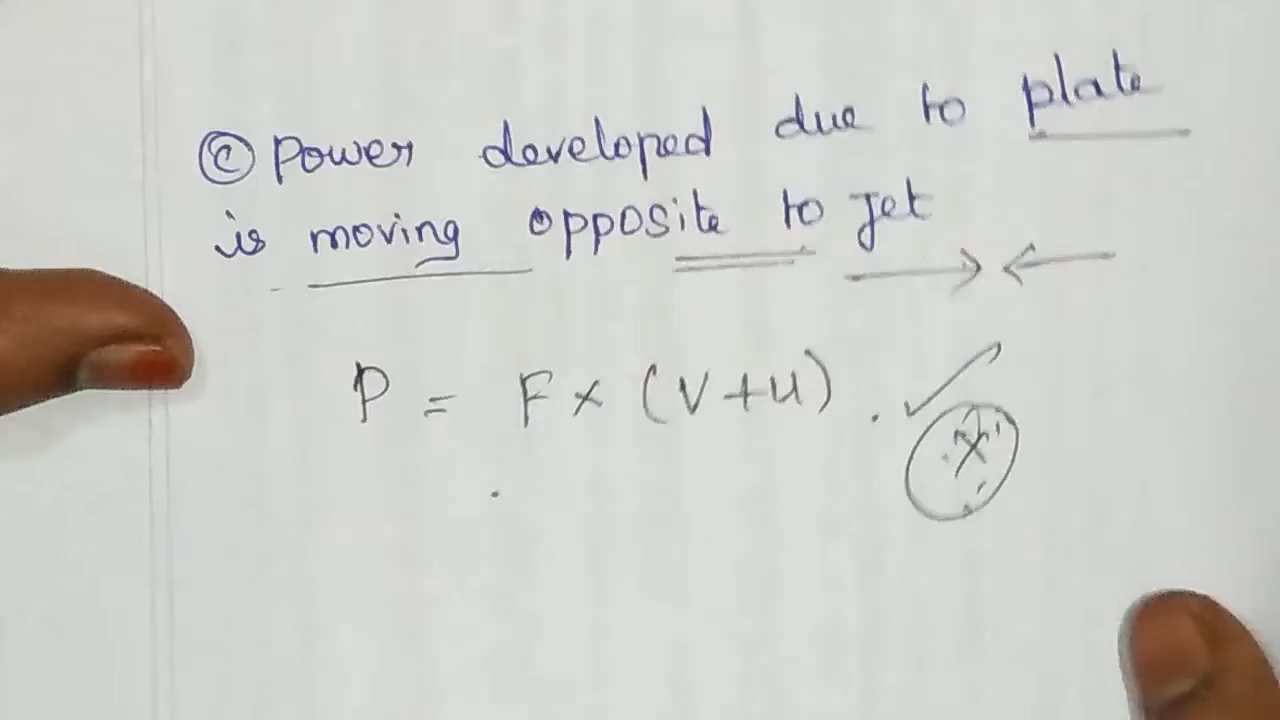 Ⓒ Power developed due to plate
is moving opposite to Jet
P = F × (V+u).